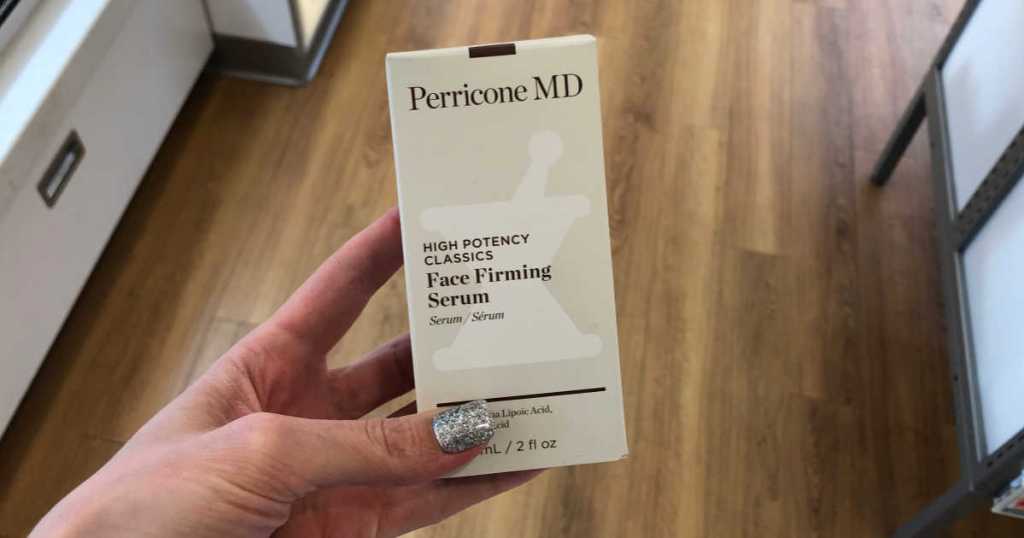 Perricone MD
HIGH POTENCY
CLASSICS
Face Firming
Serum
Serum / Sérum
Lipoic Acid,
mL / 2 fl oz